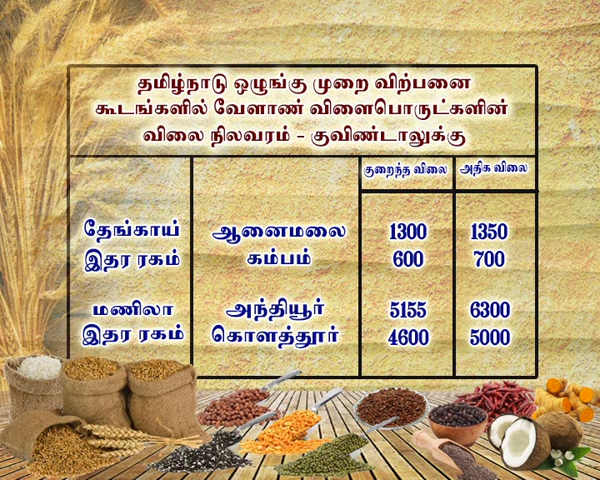 தமிழ்நாடு ஒழுங்கு முறை விற்பனை
கூடங்களில் வேளாண் விளைபொருட்களின்
விலை நிலவரம் - குவிண்டாலுக்கு
குறைந்த விலை அதிக விலை
தேங்காய் ஆனைமலை 1300 1350
இதர ரகம் கம்பம் 600 700
மணிலா அந்தியூர் 5155 6300
இதர ரகம் கொளத்தூர் 4600 5000